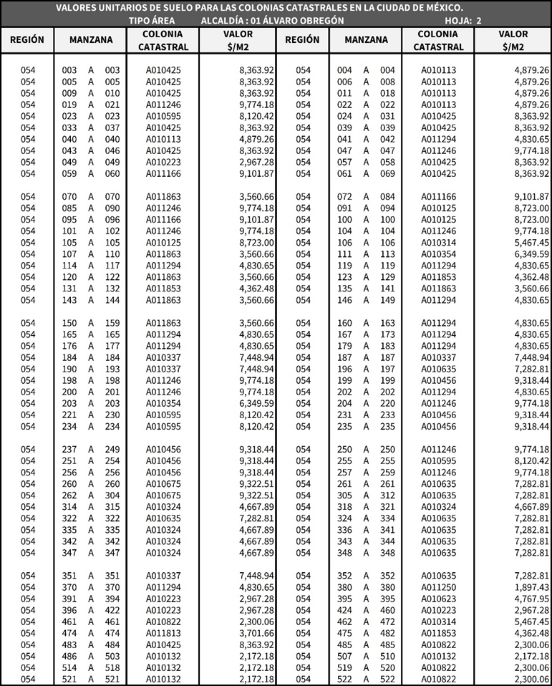 VALORES UNITARIOS DE SUELO PARA LAS COLONIAS CATASTRALES EN LA CIUDAD DE MÉXICO.
TIPO ÁREA ALCALDÍA : 01 ÁLVARO OBREGÓN HOJA: 2
REGIÓN MANZANA COLONIA CATASTRAL VALOR $/M2 REGIÓN MANZANA COLONIA CATASTRAL VALOR $/M2
054 003 A 003 A010425 8,363.92 054 004 A 004 A010113 4,879.26
054 005 A 005 A010425 8,363.92 054 006 A 008 A010113 4,879.26
054 009 A 010 A010425 8,363.92 054 011 A 018 A010113 4,879.26
054 019 A 021 A011246 9,774.18 054 022 A 022 A010113 4,879.26
054 023 A 023 A010595 8,120.42 054 024 A 031 A010425 8,363.92
054 033 A 037 A010425 8,363.92 054 039 A 039 A010425 8,363.92
054 040 A 040 A010113 4,879.26 054 041 A 042 A011294 4,830.65
054 043 A 046 A010425 8,363.92 054 047 A 047 A011246 9,774.18
054 049 A 049 A010223 2,967.28 054 057 A 058 A010425 8,363.92
054 059 A 060 A011166 9,101.87 054 061 A 069 A010425 8,363.92
054 070 A 070 A011863 3,560.66 054 072 A 084 A011166 9,101.87
054 085 A 090 A011246 9,774.18 054 091 A 094 A010125 8,723.00
054 095 A 096 A011166 9,101.87 054 100 A 100 A010125 8,723.00
054 101 A 102 A011246 9,774.18 054 104 A 104 A011246 9,774.18
054 105 A 105 A010125 8,723.00 054 106 A 106 A010314 5,467.45
054 107 A 110 A011863 3,560.66 054 111 A 113 A010354 6,349.59
054 114 A 117 A011294 4,830.65 054 119 A 119 A011294 4,830.65
054 120 A 122 A011863 3,560.66 054 123 A 129 A011853 4,362.48
054 131 A 132 A011853 4,362.48 054 135 A 141 A011863 3,560.66
054 143 A 144 A011863 3,560.66 054 146 A 149 A011294 4,830.65
054 150 A 159 A011863 3,560.66 054 160 A 163 A011294 4,830.65
054 165 A 165 A011294 4,830.65 054 167 A 173 A011294 4,830.65
054 176 A 177 A011294 4,830.65 054 179 A 183 A011294 4,830.65
054 184 A 184 A010337 7,448.94 054 187 A 187 A010337 7,448.94
054 190 A 193 A010337 7,448.94 054 196 A 197 A010635 7,282.81
054 198 A 198 A011246 9,774.18 054 199 A 199 A010456 9,318.44
054 200 A 201 A011246 9,774.18 054 202 A 202 A011294 4,830.65
054 203 A 203 A010354 6,349.59 054 204 A 220 A011246 9,774.18
054 221 A 230 A010595 8,120.42 054 231 A 233 A010456 9,318.44
054 234 A 234 A010595 8,120.42 054 235 A 235 A010456 9,318.44
054 237 A 249 A010456 9,318.44 054 250 A 250 A011246 9,774.18
054 251 A 254 A010456 9,318.44 054 255 A 255 A010595 8,120.42
054 256 A 256 A010456 9,318.44 054 257 A 259 A011246 9,774.18
054 260 A 260 A010675 9,322.51 054 261 A 261 A010635 7,282.81
054 262 A 304 A010675 9,322.51 054 305 A 312 A010635 7,282.81
054 314 A 315 A010324 4,667.89 054 318 A 321 A010324 4,667.89
054 322 A 322 A010635 7,282.81 054 324 A 334 A010635 7,282.81
054 335 A 335 A010324 4,667.89 054 336 A 341 A010635 7,282.81
054 342 A 342 A010324 4,667.89 054 343 A 344 A010635 7,282.81
054 347 A 347 A010324 4,667.89 054 348 A 348 A010635 7,282.81
054 351 A 351 A010337 7,448.94 054 352 A 352 A010635 7,282.81
054 370 A 370 A011294 4,830.65 054 380 A 380 A011250 1,897.43
054 391 A 394 A010223 2,967.28 054 395 A 395 A010623 4,767.95
054 396 A 422 A010223 2,967.28 054 424 A 460 A010223 2,967.28
054 461 A 461 A010822 2,300.06 054 462 A 472 A010314 5,467.45
054 474 A 474 A011813 3,701.66 054 475 A 482 A011853 4,362.48
054 483 A 484 A010425 8,363.92 054 485 A 485 A010822 2,300.06
054 486 A 503 A010132 2,172.18 054 507 A 510 A010132 2,172.18
054 514 A 518 A010132 2,172.18 054 519 A 520 A010822 2,300.06
054 521 A 521 A010132 2,172.18 054 522 A 522 A010822 2,300.06